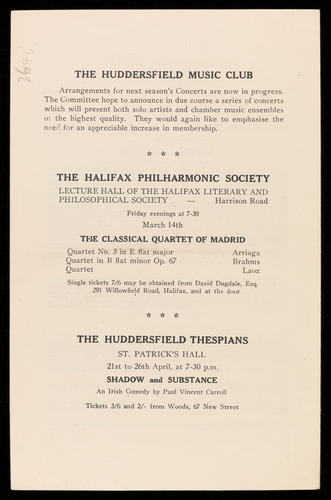 3646.
THE HUDDERSFIELD MUSIC CLUB
Arrangements for next season's Concerts are now in progress.
The Committee hope to announce in due course a series of concerts
which will present both solo artists and chamber music ensembles
of the highest quality. They would again like to emphasise the
need for an appreciable increase in membership.
* * *
THE HALIFAX PHILHARMONIC SOCIETY
LECTURE HALL OF THE HALIFAX LITERARY AND
PHILOSOPHICAL SOCIETY — Harrison Road
Friday evenings at 7-30
March 14th
THE CLASSICAL QUARTET OF MADRID
Quartet No. 3 in E flat major Arriaga
Quartet in B flat minor Op. 67 Brahms
Quartet Laoz
Single tickets 7/6 may be obtained from David Dugdale, Esq
291 Willowfield Road, Halifax, and at the door
* * *
THE HUDDERSFIELD THESPIANS
ST. PATRICK'S HALL
21st to 26th April, at 7-30 p.m.
SHADOW and SUBSTANCE
An Irish Comedy by Paul Vincent Carroll
Tickets 3/6 and 2/- from Woods, 67 New Street